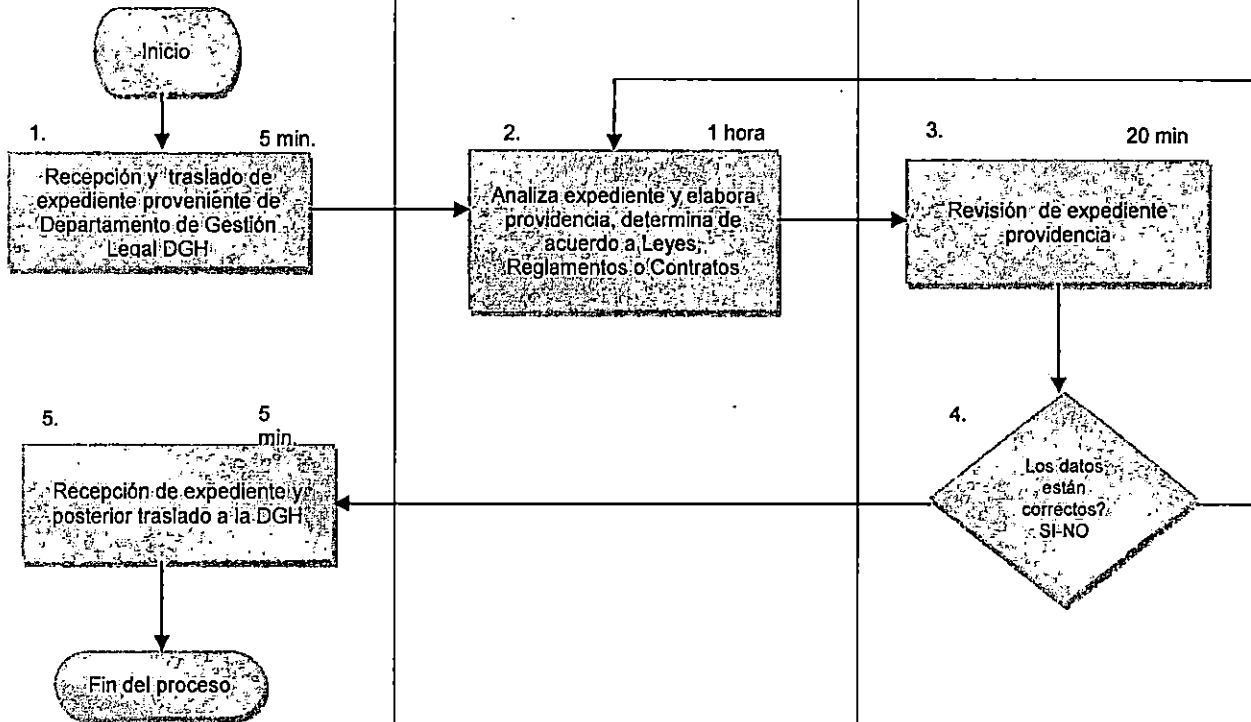 Inicio
1.
5 min.
Recepción y traslado de
expediente proveniente de
Departamento de Gestión
Legal DGH
2.
1 hora
Analiza expediente y elabora
providencia, determina de
acuerdo a Leyes,
Reglamentos o Contratos
3.
20 min
Revisión de expediente
providencia
4.
Los datos
están
correctos?
SI-NO
5.
5
min.
Recepción de expediente y
posterior traslado a la DGH
Fin del proceso